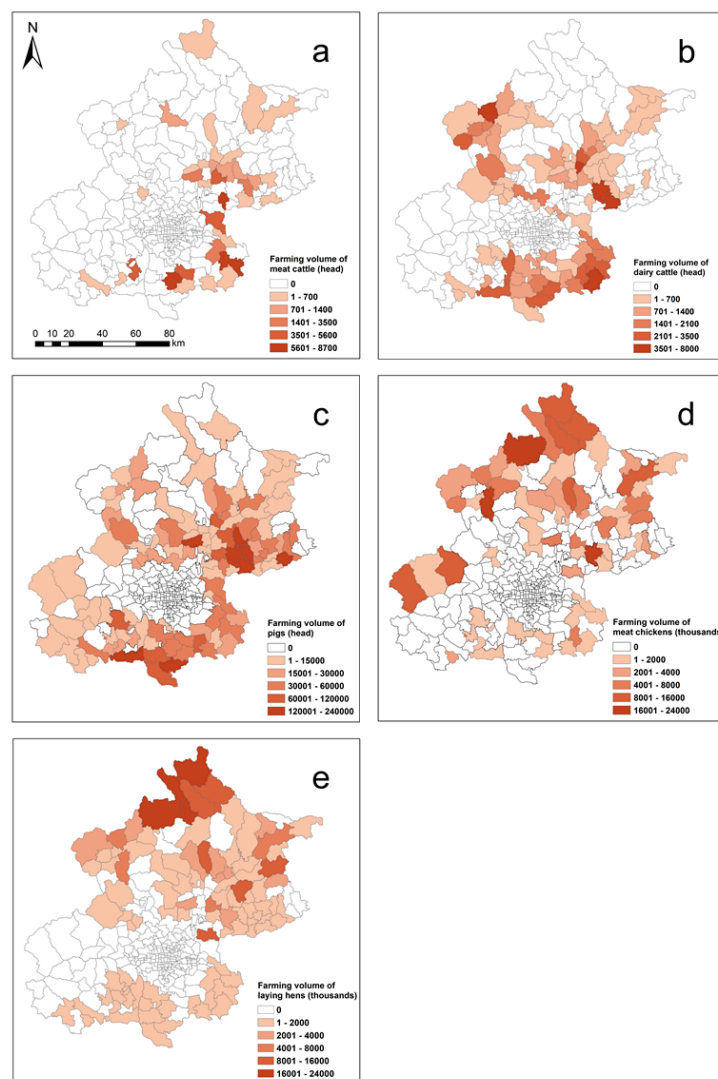 N
a
Farming volume of
meat cattle (head)
0
1 - 700
701 - 1400
1401 - 3500
3501 - 5600
5601 - 8700
0 10 20 40 60 80
km
b
Farming volume of
dairy cattle (head)
0
1 - 700
701 - 1400
1401 - 2100
2101 - 3500
3501 - 8000
c
Farming volume of
pigs (head)
0
1 - 15000
15001 - 30000
30001 - 60000
60001 - 120000
120001 - 240000
d
Farming volume of
meat chickens (thousands)
0
1 - 2000
2001 - 4000
4001 - 8000
8001 - 16000
16001 - 24000
e
Farming volume of
laying hens (thousands)
0
1 - 2000
2001 - 4000
4001 - 8000
8001 - 16000
16001 - 24000